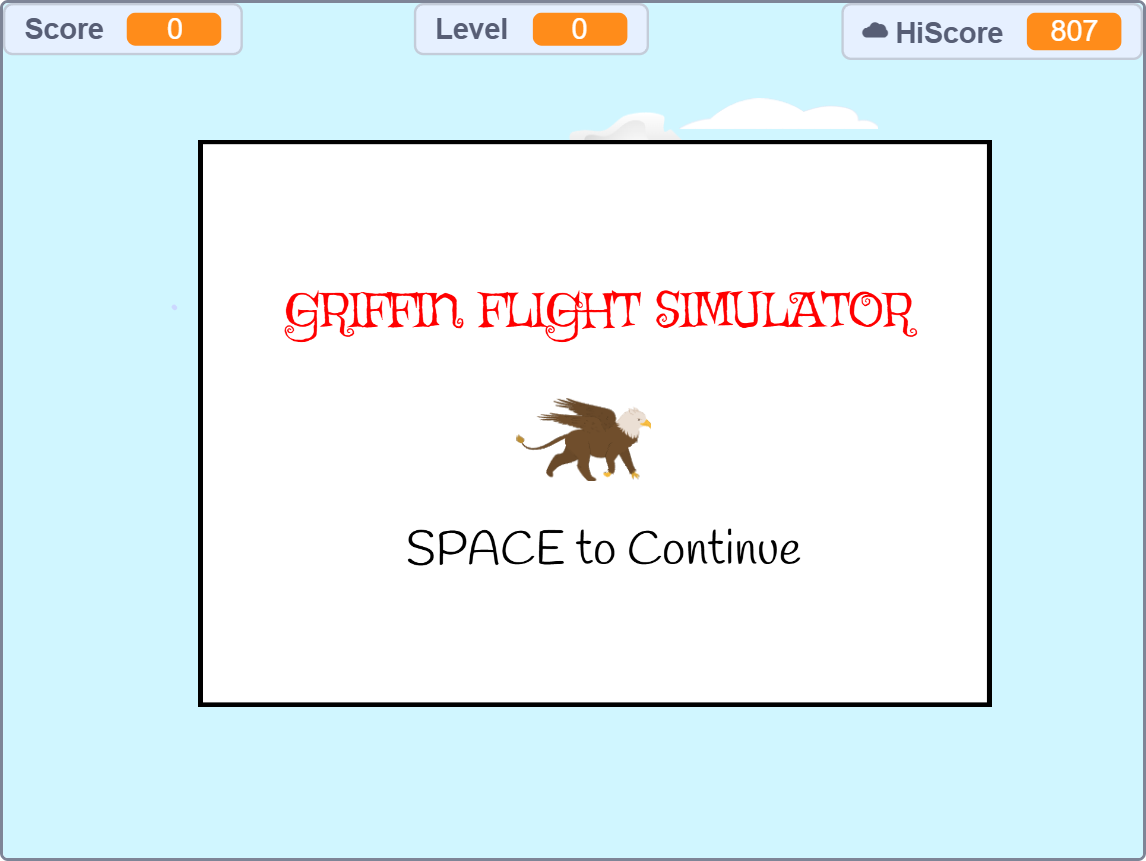 Score 0 Level 0 HiScore 807
GRIFFIN FLIGHT SIMULATOR
SPACE to Continue